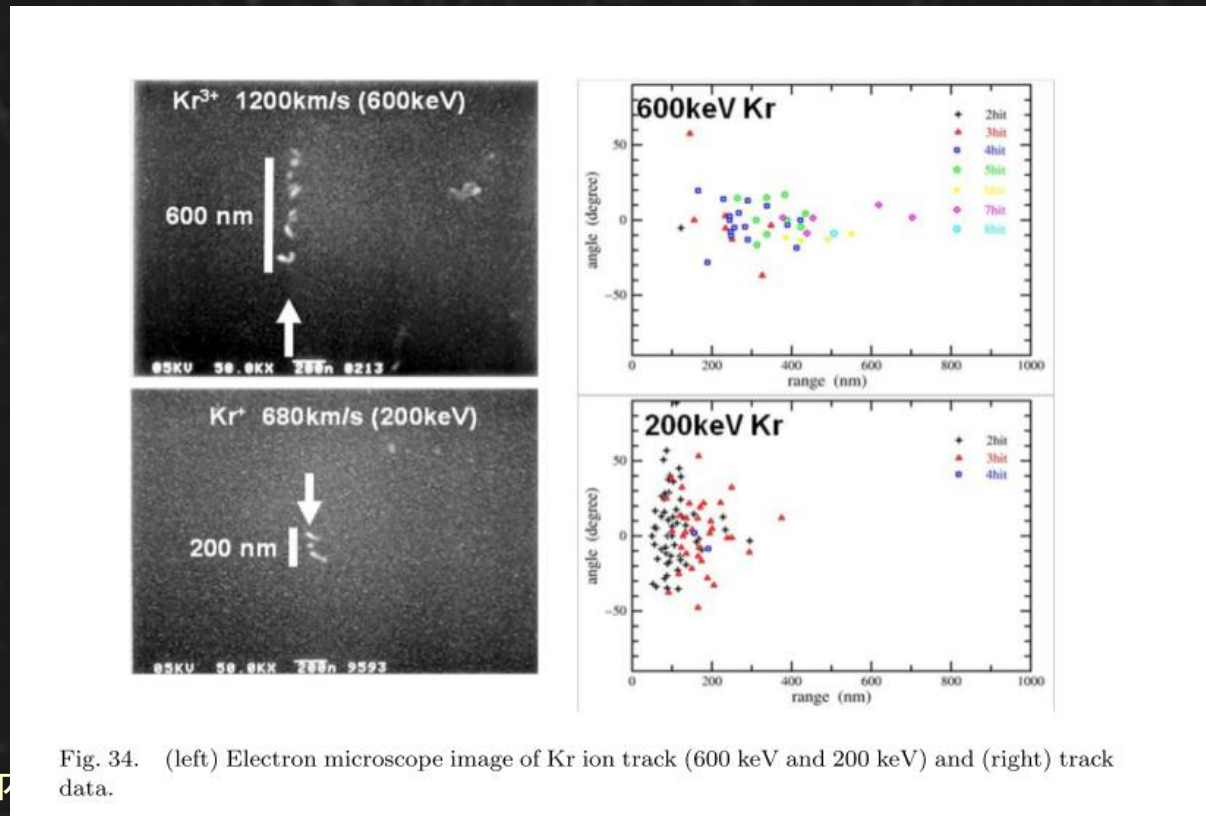 Kr³⁺ 1200km/s (600keV)
600 nm
05KV 50.0KX 200n 0213
Kr⁺ 680km/s (200keV)
200 nm
05KV 50.0KX 200n 9593
600keV Kr
2hit
3hit
4hit
5hit
6hit
7hit
8hit
angle (degree)
50
0
-50
0 200 400 600 800 1000
range (nm)
200keV Kr
2hit
3hit
4hit
angle (degree)
50
0
-50
0 200 400 600 800 1000
range (nm)
Fig. 34. (left) Electron microscope image of Kr ion track (600 keV and 200 keV) and (right) track
data.